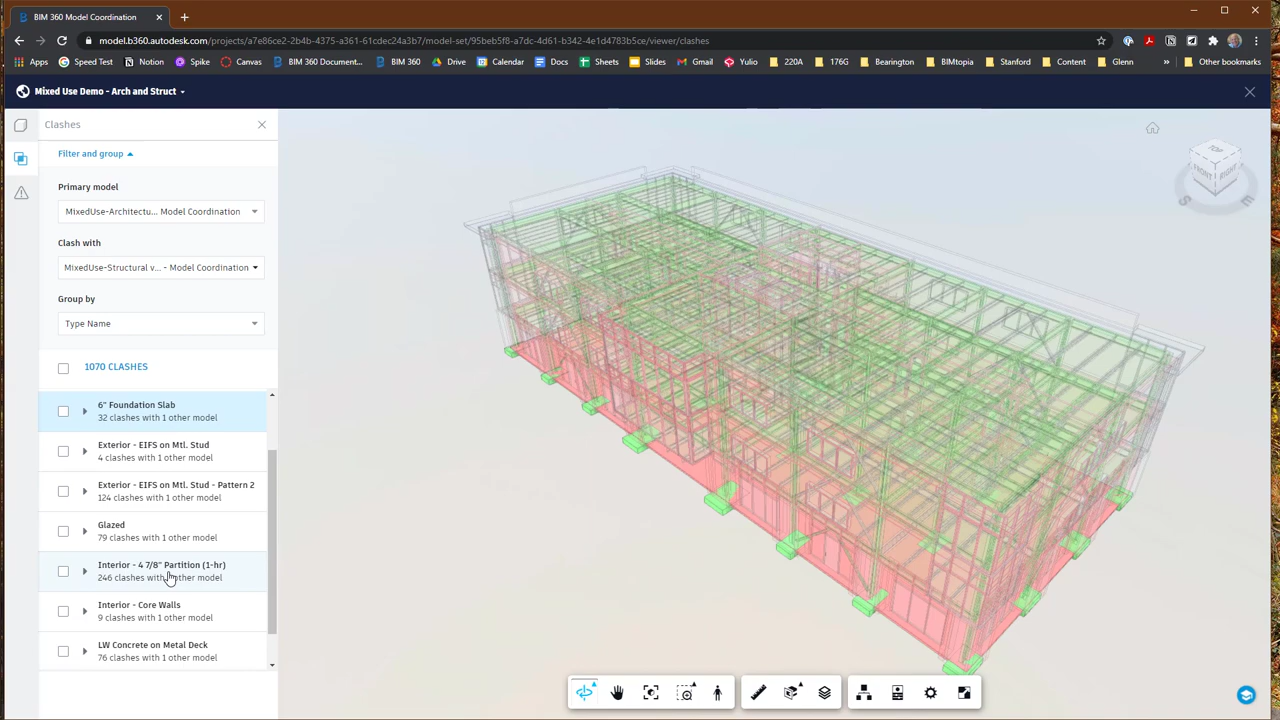 BIM 360 Model Coordination
model.b360.autodesk.com/projects/a7e86ce2-2b4b-4375-a361-61cdec24a3b7/model-set/95beb5f8-a7dc-4d61-b342-4e1d4783b5ce/viewer/clashes
Apps Speed Test Notion Spike Canva BIM 360 Document... BIM 360 Drive Calendar Docs Sheets Slides Gmail Yulio 220A 176G Bearington BIMtopia Stanford Content Glenn » Other bookmarks
Mixed Use Demo - Arch and Struct
Clashes
Filter and group
Primary model
MixedUse-Architectu... Model Coordination
Clash with
MixedUse-Structural v... - Model Coordination
Group by
Type Name
1070 CLASHES
6" Foundation Slab
32 clashes with 1 other model
Exterior - EIFS on Mtl. Stud
4 clashes with 1 other model
Exterior - EIFS on Mtl. Stud - Pattern 2
124 clashes with 1 other model
Glazed
79 clashes with 1 other model
Interior - 4 7/8" Partition (1-hr)
246 clashes with 1 other model
Interior - Core Walls
9 clashes with 1 other model
LW Concrete on Metal Deck
76 clashes with 1 other model
FRONT RIGHT
S E